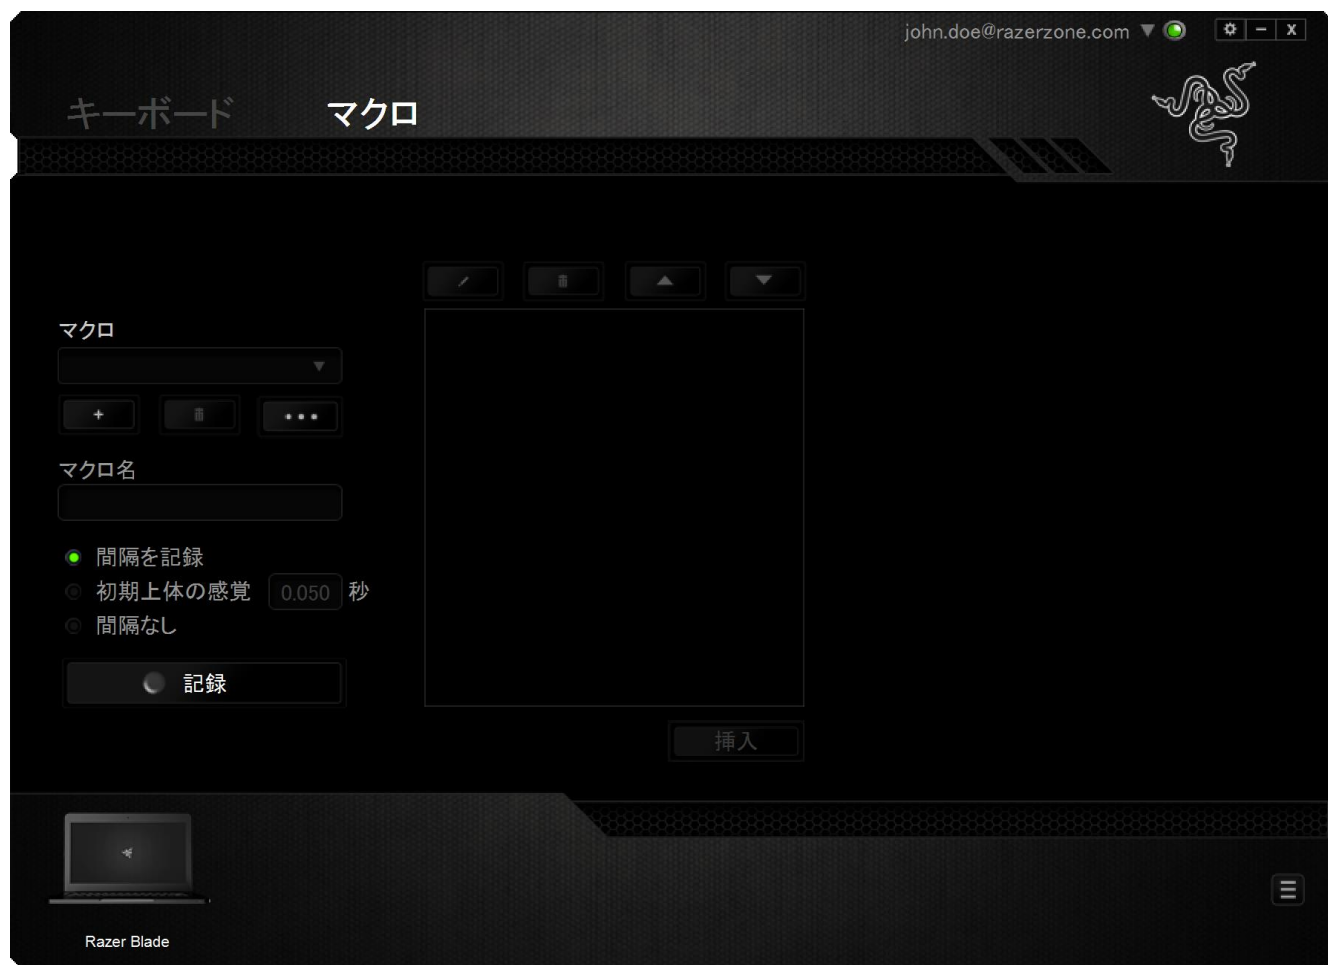 john.doe@razerzone.com
キーボード マクロ
マクロ
マクロ名
間隔を記録
初期上体の感覚 0.050 秒
間隔なし
記録
挿入
Razer Blade